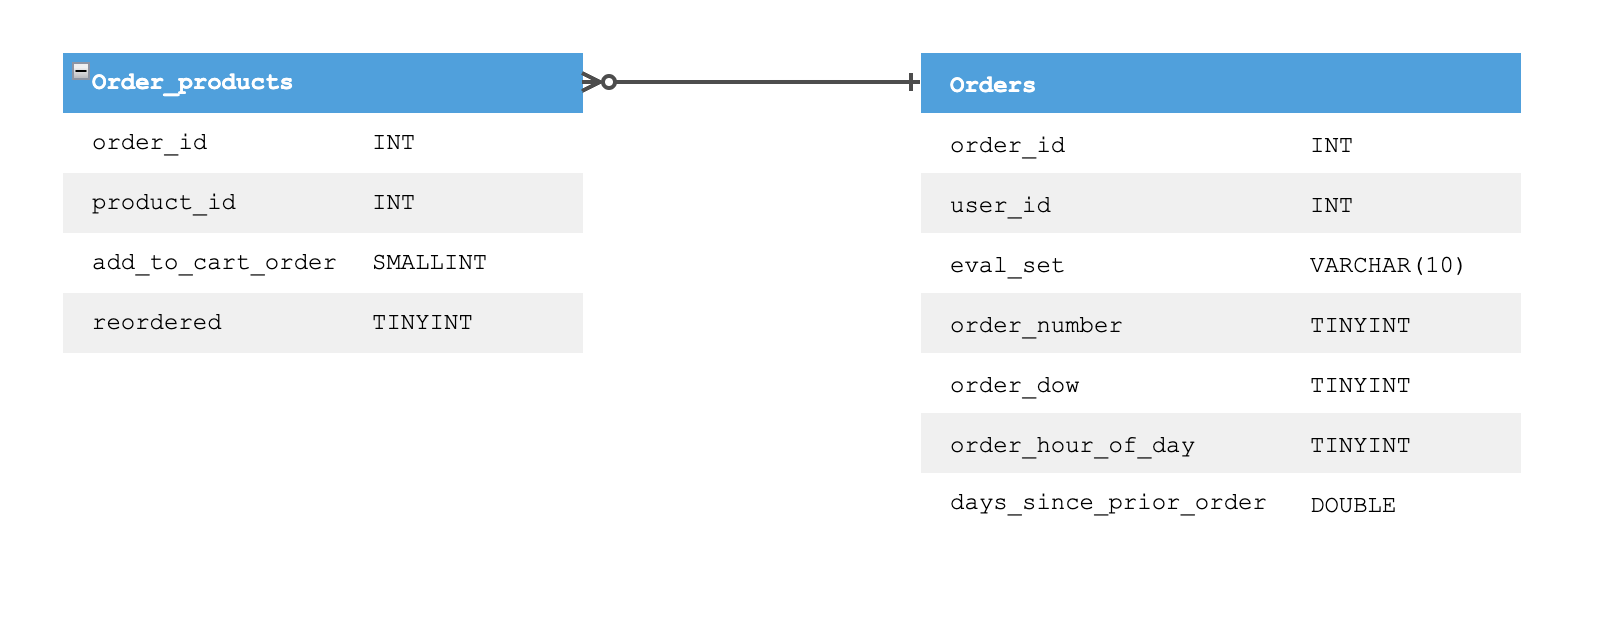 Order_products
order_id INT
product_id INT
add_to_cart_order SMALLINT
reordered TINYINT
Orders
order_id INT
user_id INT
eval_set VARCHAR(10)
order_number TINYINT
order_dow TINYINT
order_hour_of_day TINYINT
days_since_prior_order DOUBLE